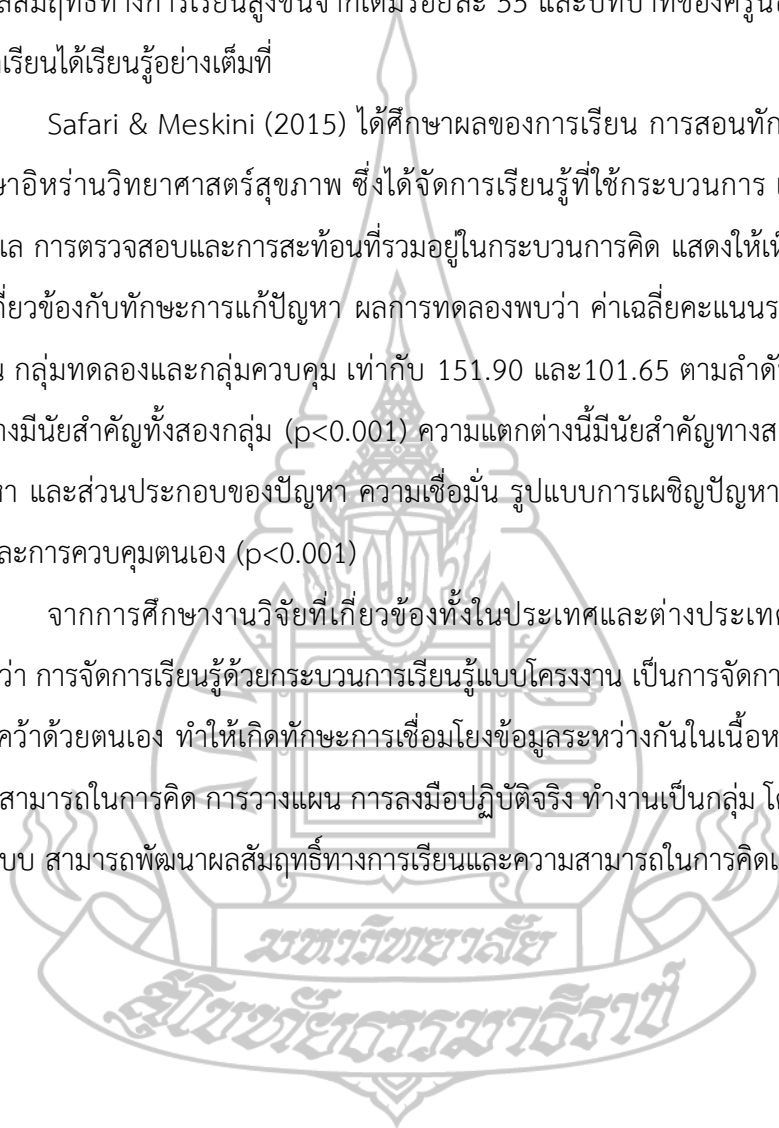 ลสัมฤทธิ์ทางการเรียนสูงขึ้นจากเดิมร้อยละ 55 และบทบาทของครู
เรียนได้เรียนรู้อย่างเต็มที่
Safari & Meskini (2015) ได้ศึกษาผลของการเรียน การสอนทัก
ษาอิหร่านวิทยาศาสตร์สุขภาพ ซึ่งได้จัดการเรียนรู้ที่ใช้กระบวนการ
แล การตรวจสอบและการสะท้อนที่รวมอยู่ในกระบวนการคิด แสดงให้เห็
กี่ยวข้องกับทักษะการแก้ปัญหา ผลการทดลองพบว่า ค่าเฉลี่ยคะแนนร
น กลุ่มทดลองและกลุ่มควบคุม เท่ากับ 151.90 และ101.65 ตามลำดั
างมีนัยสำคัญทั้งสองกลุ่ม (p<0.001) ความแตกต่างนี้มีนัยสำคัญทางส
หา และส่วนประกอบของปัญหา ความเชื่อมั่น รูปแบบการเผชิญปัญหา
ละการควบคุมตนเอง (p<0.001)
จากการศึกษางานวิจัยที่เกี่ยวข้องทั้งในประเทศและต่างประเทศ
ว่า การจัดการเรียนรู้ด้วยกระบวนการเรียนรู้แบบโครงงาน เป็นการจัดกา
คว้าด้วยตนเอง ทำให้เกิดทักษะการเชื่อมโยงข้อมูลระหว่างกันในเนื้อห
สามารถในการคิด การวางแผน การลงมือปฏิบัติจริง ทำงานเป็นกลุ่ม โด
บบ สามารถพัฒนาผลสัมฤทธิ์ทางการเรียนและความสามารถในการคิดเ
มหาวิทยาลัย
สุโขทัยธรรมาธิราช